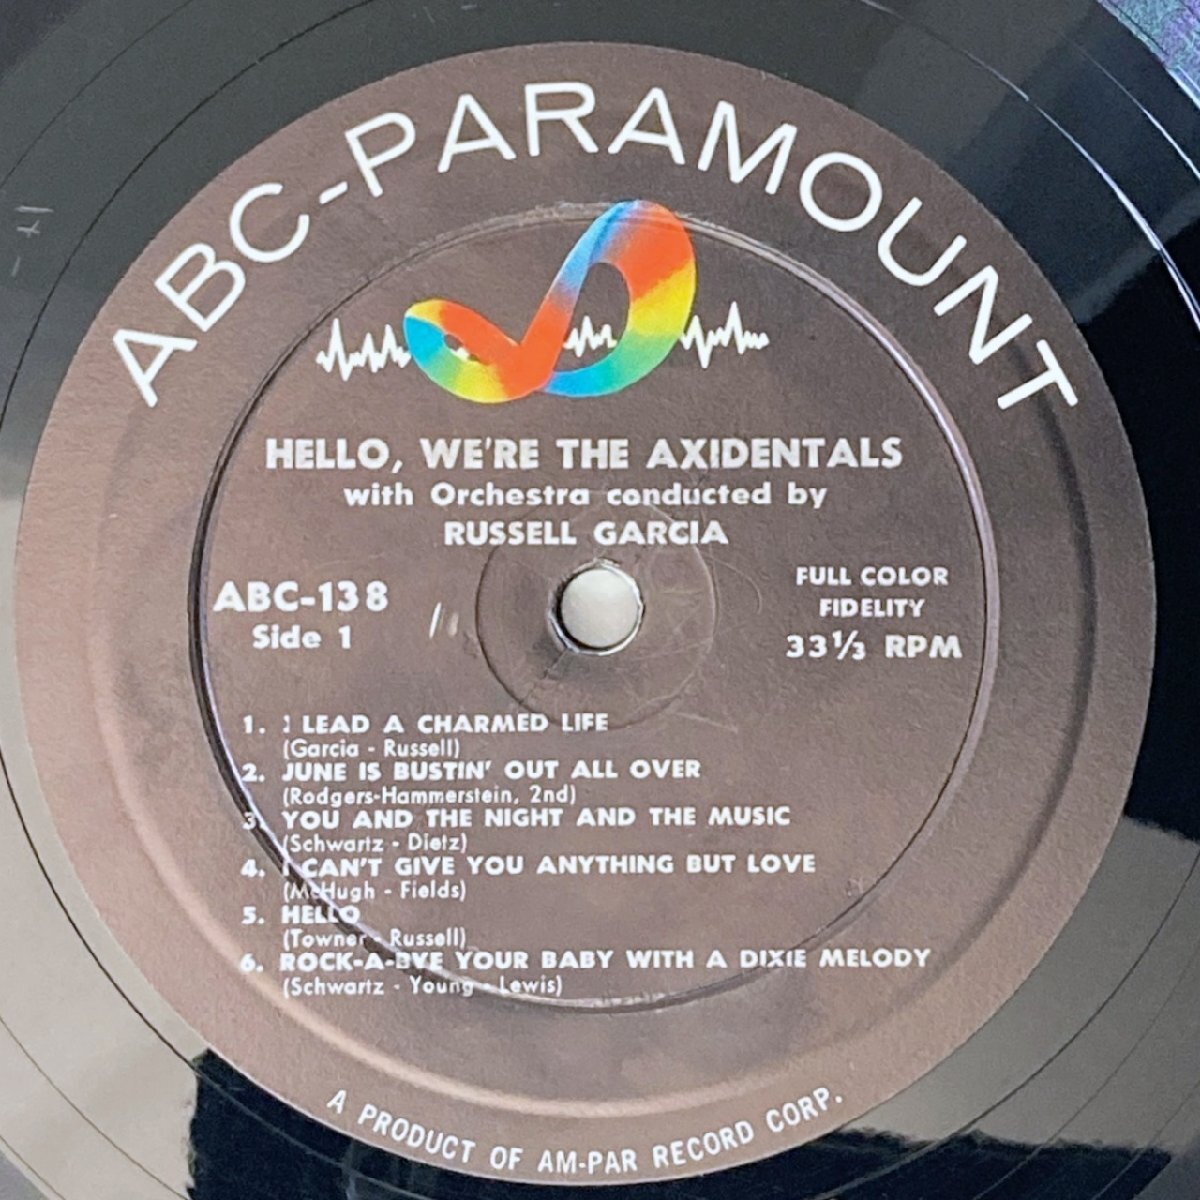 ABC-PARAMOUNT
HELLO, WE'RE THE AXIDENTALS
with Orchestra conducted by
RUSSELL GARCIA
ABC-138
Side 1
FULL COLOR
FIDELITY
33⅓ RPM
1. I LEAD A CHARMED LIFE
(Garcia - Russell)
2. JUNE IS BUSTIN' OUT ALL OVER
(Rodgers-Hammerstein, 2nd)
3. YOU AND THE NIGHT AND THE MUSIC
(Schwartz - Dietz)
4. I CAN'T GIVE YOU ANYTHING BUT LOVE
(McHugh - Fields)
5. HELLO
(Towner - Russell)
6. ROCK-A-BYE YOUR BABY WITH A DIXIE MELODY
(Schwartz - Young - Lewis)
A PRODUCT OF AM-PAR RECORD CORP.